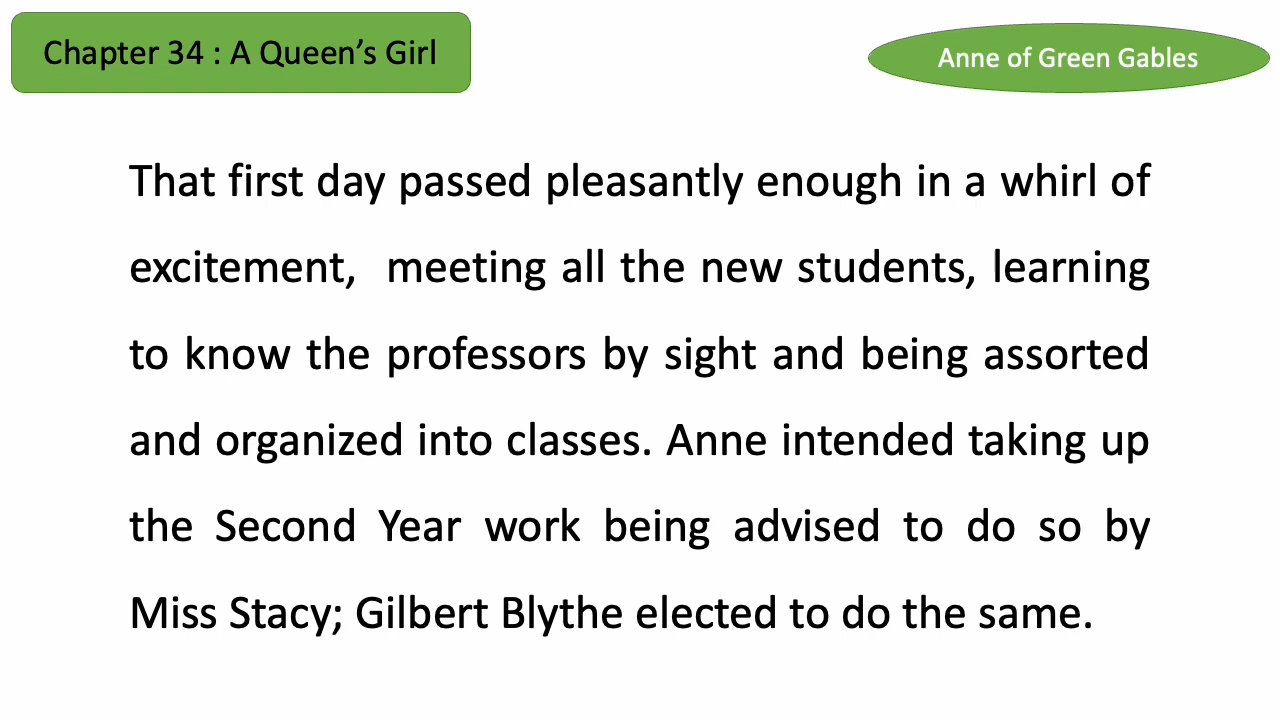 Chapter 34 : A Queen’s Girl
Anne of Green Gables
That first day passed pleasantly enough in a whirl of
excitement,  meeting all the new students, learning
to know the professors by sight and being assorted
and organized into classes. Anne intended taking up
the Second Year work being advised to do so by
Miss Stacy; Gilbert Blythe elected to do the same.